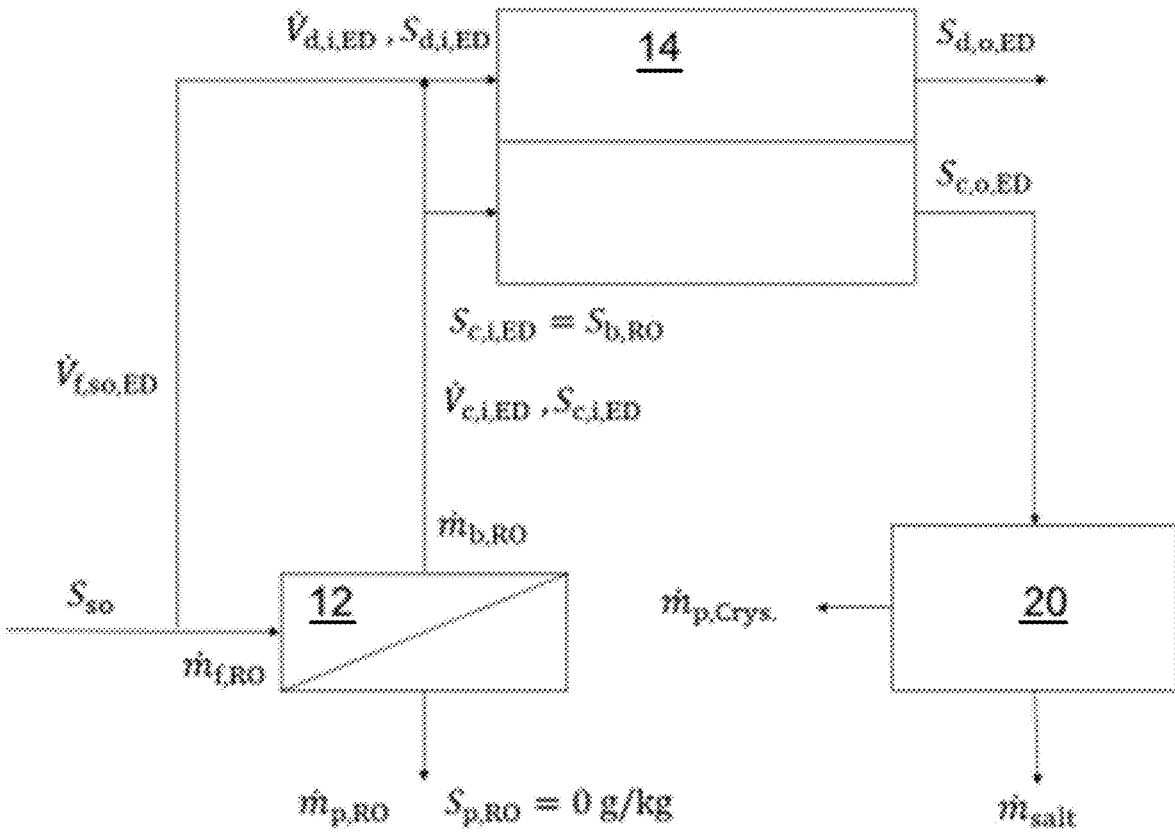 V̇d,i,ED , Sd,i,ED
14
Sd,o,ED
Sc,o,ED
Sc,i,ED = Sb,RO
V̇f,so,ED
V̇c,i,ED , Sc,i,ED
ṁb,RO
Sso
12
ṁp,Crys.
20
ṁf,RO
ṁp,RO Sp,RO = 0 g/kg
ṁsalt